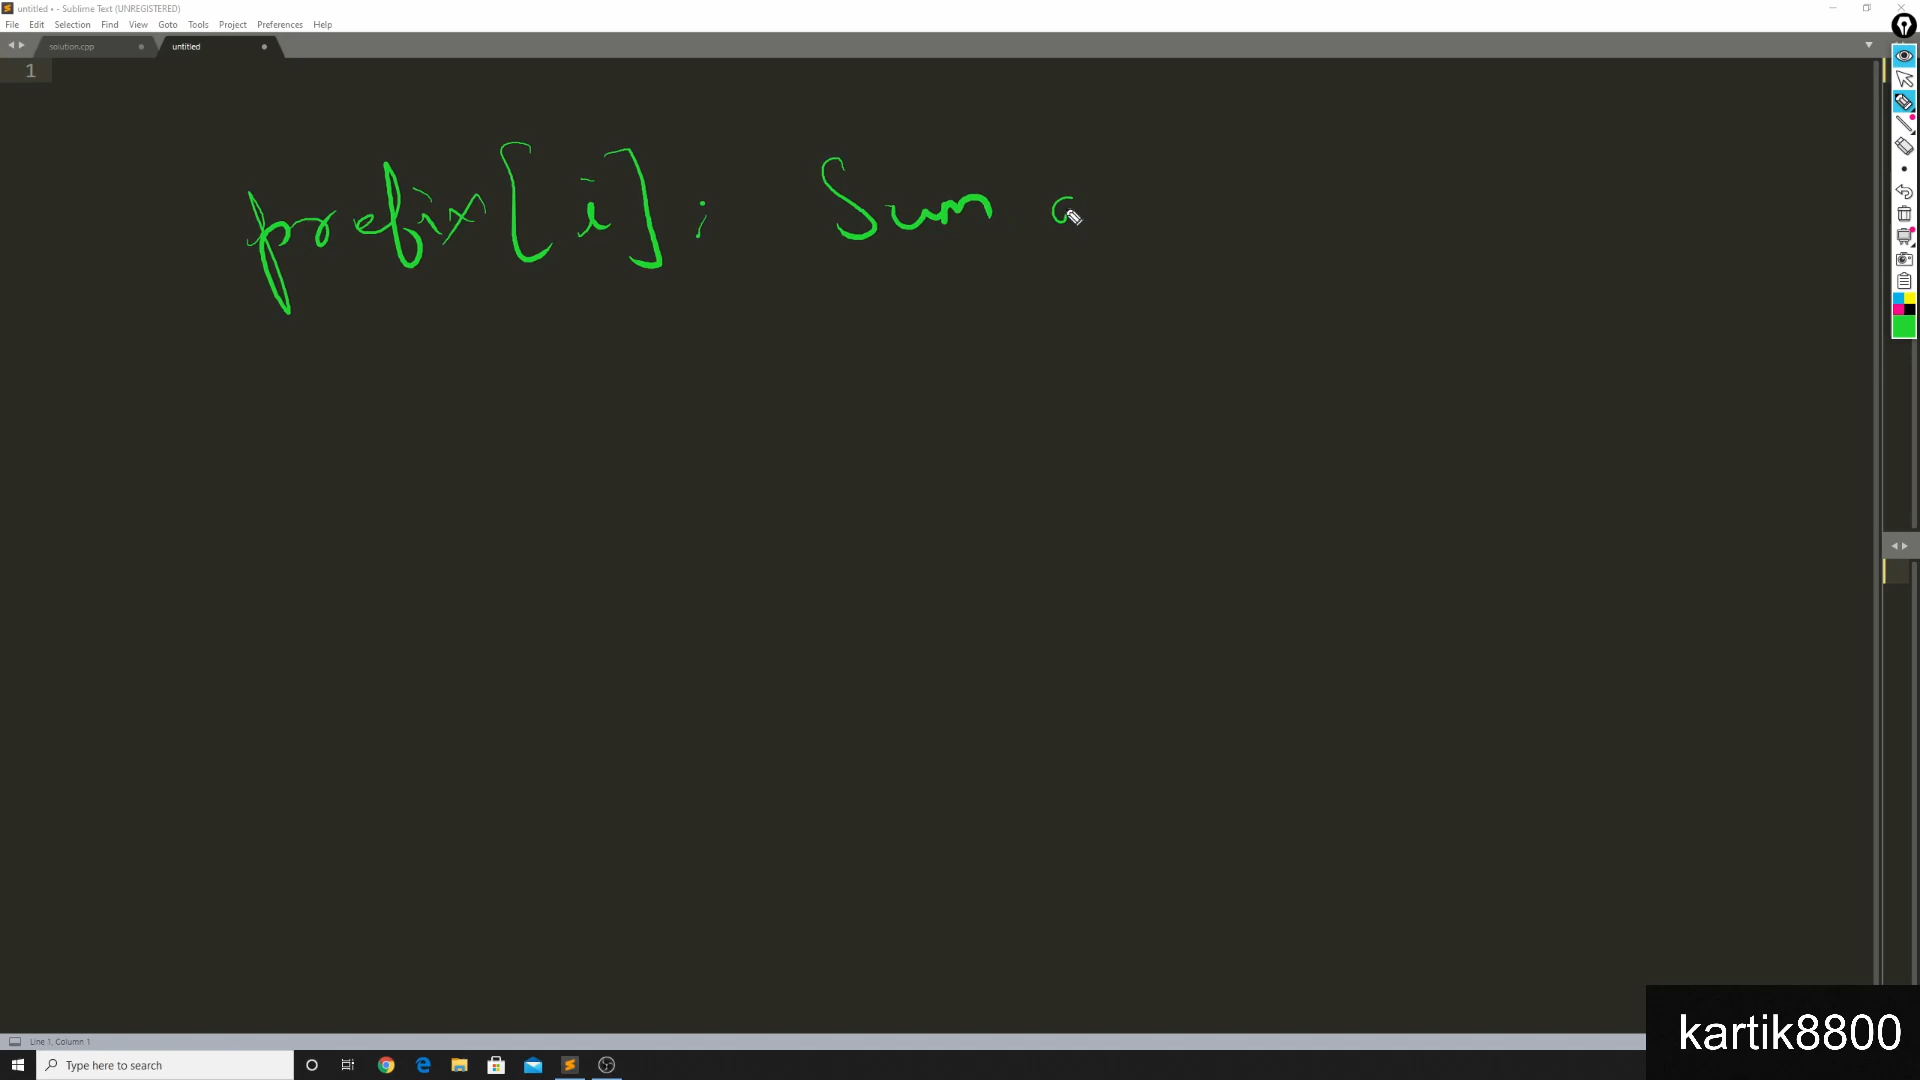 untitled • - Sublime Text (UNREGISTERED)
File Edit Selection Find View Goto Tools Project Preferences Help
solution.cpp untitled
1
prefix[i]; Sum
Line 1, Column 1
Type here to search
kartik8800